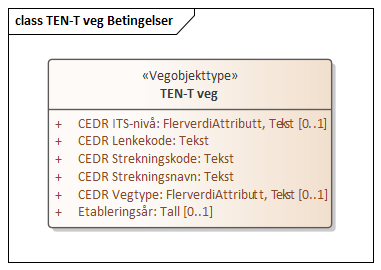 class TEN-T veg Betingelser
«Vegobjekttype»
TEN-T veg
+ CEDR ITS-nivå: FlerverdiAttributt, Tekst [0..1]
+ CEDR Lenkekode: Tekst
+ CEDR Strekningskode: Tekst
+ CEDR Strekningsnavn: Tekst
+ CEDR Vegtype: FlerverdiAttributt, Tekst [0..1]
+ Etableringsår: Tall [0..1]